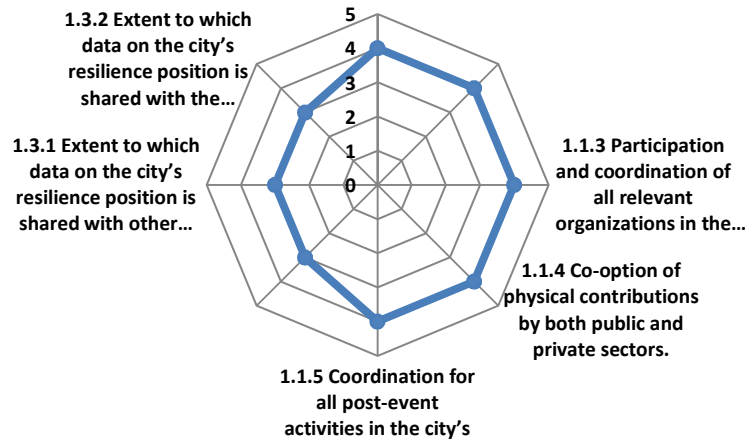 1.3.2 Extent to which
data on the city's
resilience position is
shared with the…
1.3.1 Extent to which
data on the city's
resilience position is
shared with other…
5
4
3
2
1
0
1.1.3 Participation
and coordination of
all relevant
organizations in the…
1.1.4 Co-option of
physical contributions
by both public and
private sectors.
1.1.5 Coordination for
all post-event
activities in the city's